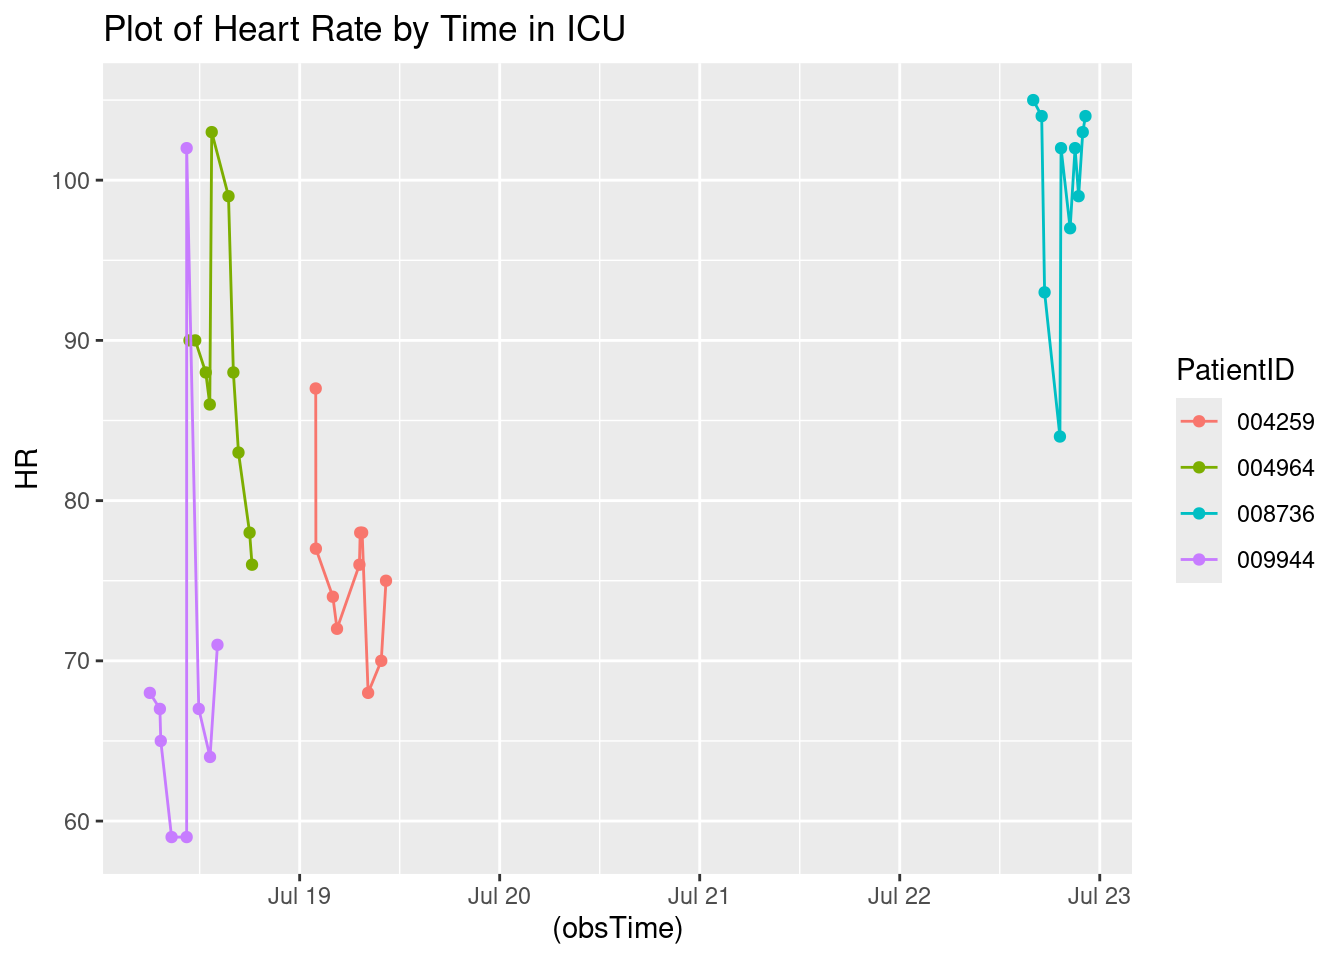 Plot of Heart Rate by Time in ICU
HR
100
90
80
70
60
Jul 19
Jul 20
Jul 21
Jul 22
Jul 23
(obsTime)
PatientID
004259
004964
008736
009944